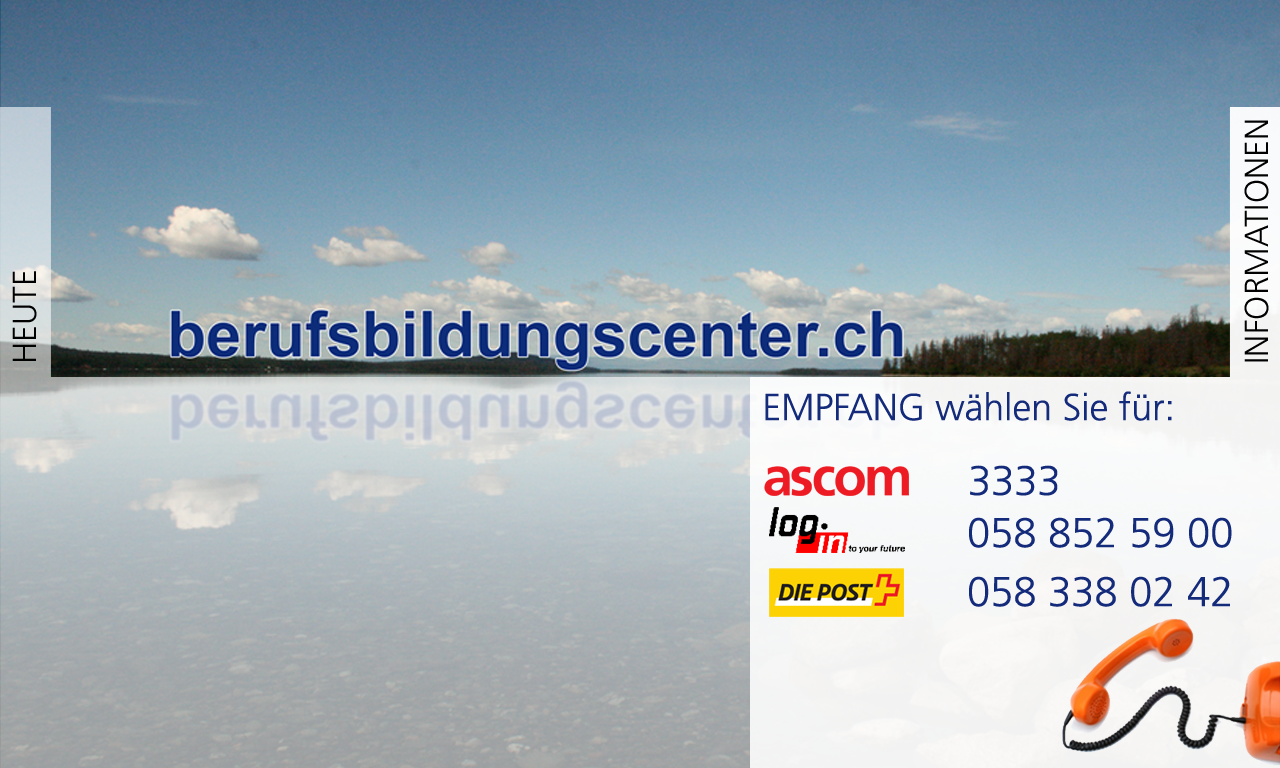 HEUTE
berufsbildungscenter.ch
INFORMATIONEN
EMPFANG wählen Sie für:
ascom 3333
log.in to your future 058 852 59 00
DIE POST 058 338 02 42